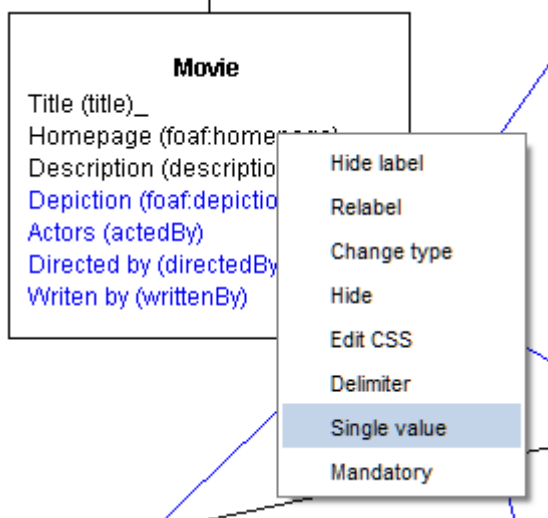 Movie
Title (title)_
Homepage (foaf:homepage)
Description (descriptio
Depiction (foaf:depictio
Actors (actedBy)
Directed by (directedBy
Writen by (writtenBy)
Hide label
Relabel
Change type
Hide
Edit CSS
Delimiter
Single value
Mandatory